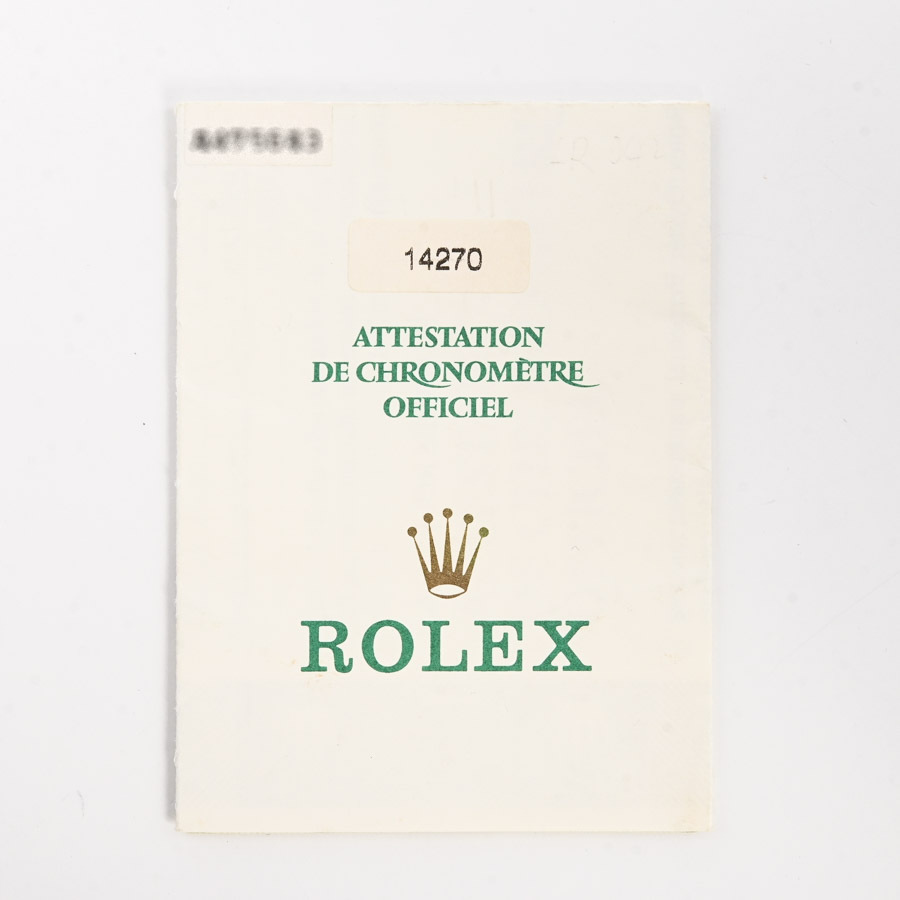 14270
ATTESTATION
DE CHRONOMÈTRE
OFFICIEL
ROLEX